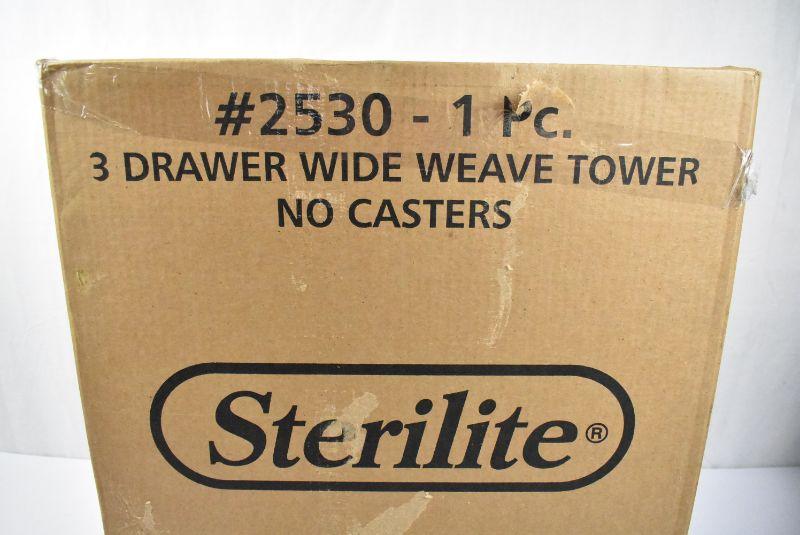 #2530 - 1 Pc.
3 DRAWER WIDE WEAVE TOWER
NO CASTERS
Sterilite®